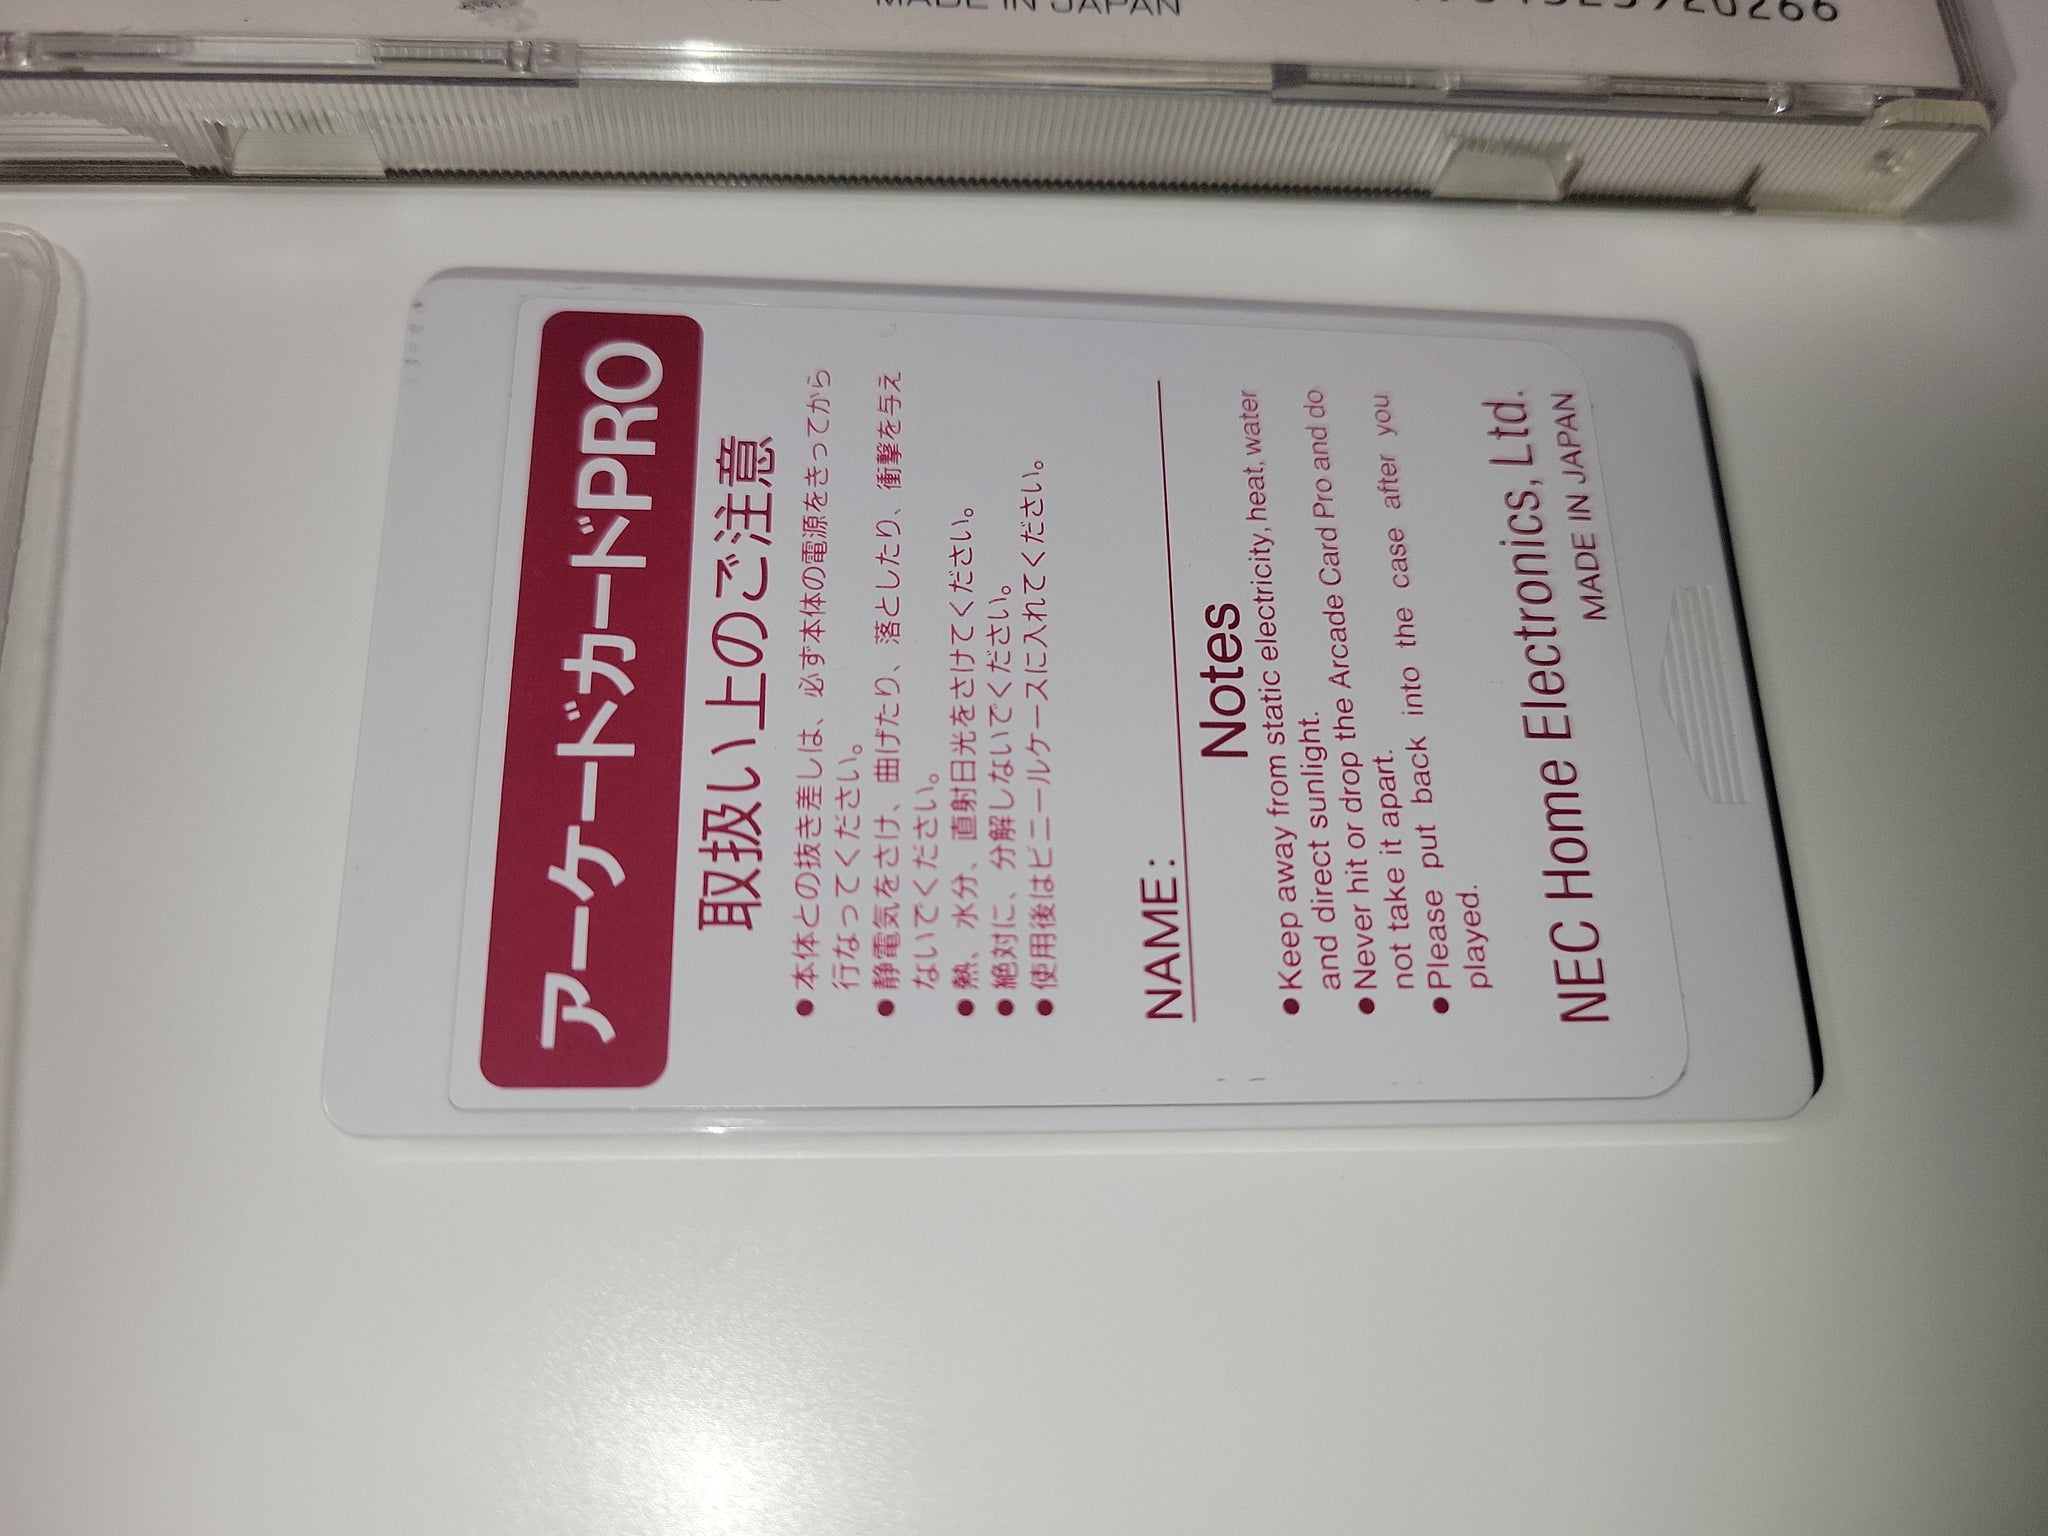 MADE IN JAPAN
アーケードカードPRO
取扱い上のご注意
●本体との抜き差しは、必ず本体の電源をきってから
行なってください。
●静電気をさけ、曲げたり、落としたり、衝撃を与え
ないでください。
●熱、水分、直射日光をさけてください。
●絶対に、分解しないでください。
●使用後はビニールケースに入れてください。
NAME:
Notes
●Keep away from static electricity, heat, water
and direct sunlight.
●Never hit or drop the Arcade Card Pro and do
not take it apart.
●Please put back into the case after you
played.
NEC Home Electronics, Ltd.
MADE IN JAPAN